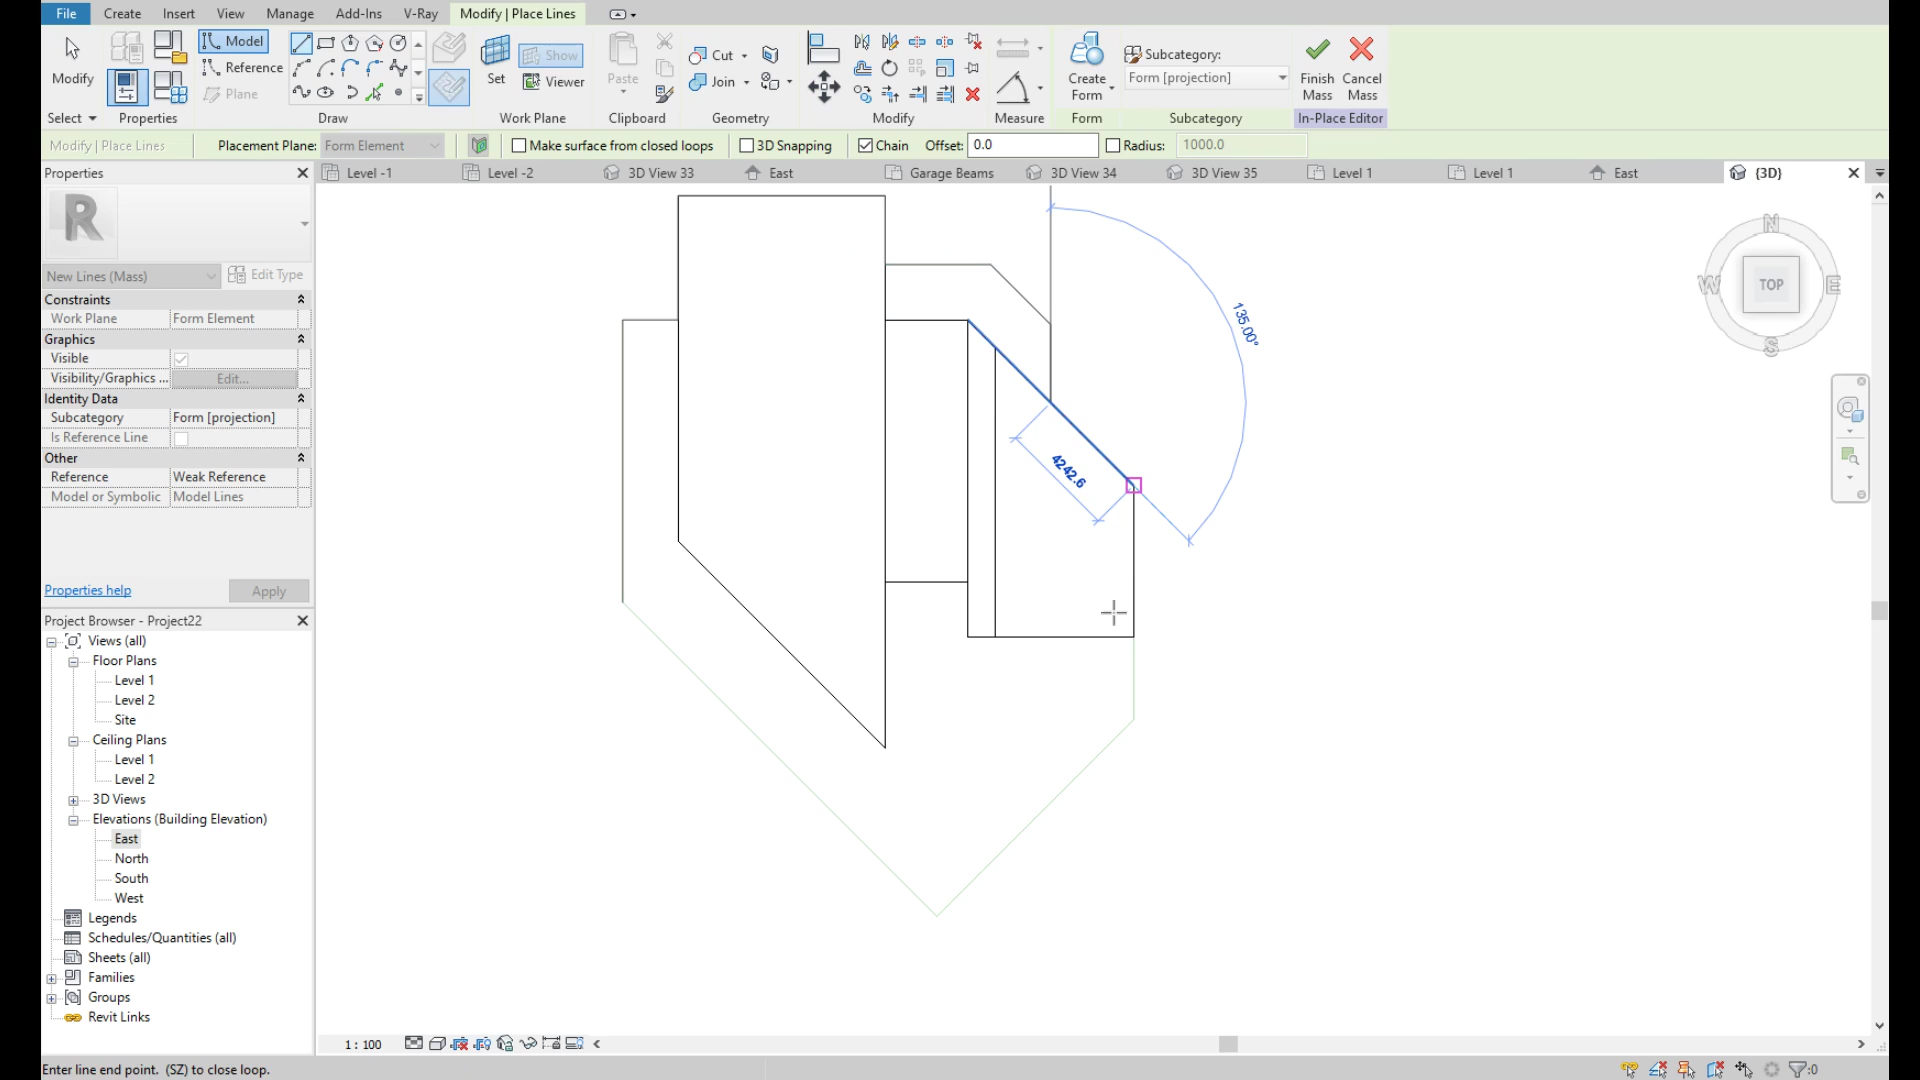 File Create Insert View Manage Add-Ins V-Ray Modify | Place Lines
Modify
Select
Properties
Model
Reference
Plane
Draw
Set
Show
Viewer
Work Plane
Paste
Clipboard
Cut
Join
Geometry
Modify
Measure
Create
Form
Form
Subcategory:
Form [projection]
Subcategory
Finish
Mass
Cancel
Mass
In-Place Editor
Modify | Place Lines Placement Plane: Form Element Make surface from closed loops 3D Snapping Chain Offset: 0.0 Radius: 1000.0
Properties
Level -1 Level -2 3D View 33 East Garage Beams 3D View 34 3D View 35 Level 1 Level 1 East {3D}
R
New Lines (Mass) Edit Type
Constraints
Work Plane Form Element
Graphics
Visible
Visibility/Graphics ... Edit...
Identity Data
Subcategory Form [projection]
Is Reference Line
Other
Reference Weak Reference
Model or Symbolic Model Lines
Properties help Apply
Project Browser - Project22
Views (all)
Floor Plans
Level 1
Level 2
Site
Ceiling Plans
Level 1
Level 2
3D Views
Elevations (Building Elevation)
East
North
South
West
Legends
Schedules/Quantities (all)
Sheets (all)
Families
Groups
Revit Links
135.00°
4242.6
N
W
TOP
E
S
1 : 100
Enter line end point. (SZ) to close loop.
:0